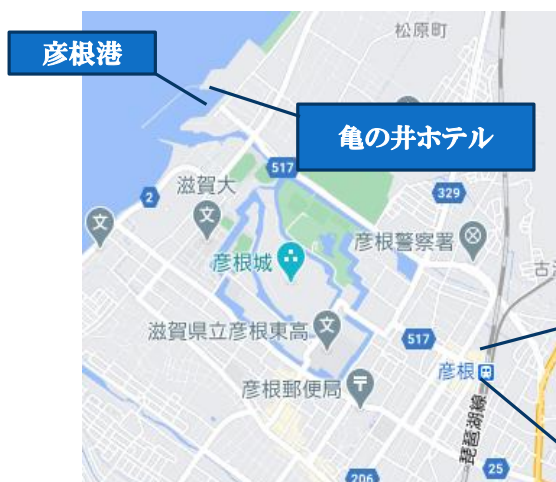 松原町
彦根港
亀の井ホテル
517
滋賀大
2
329
彦根警察署
彦根城
滋賀県立彦根東高
517
彦根
彦根郵便局
琵琶湖線
25
206